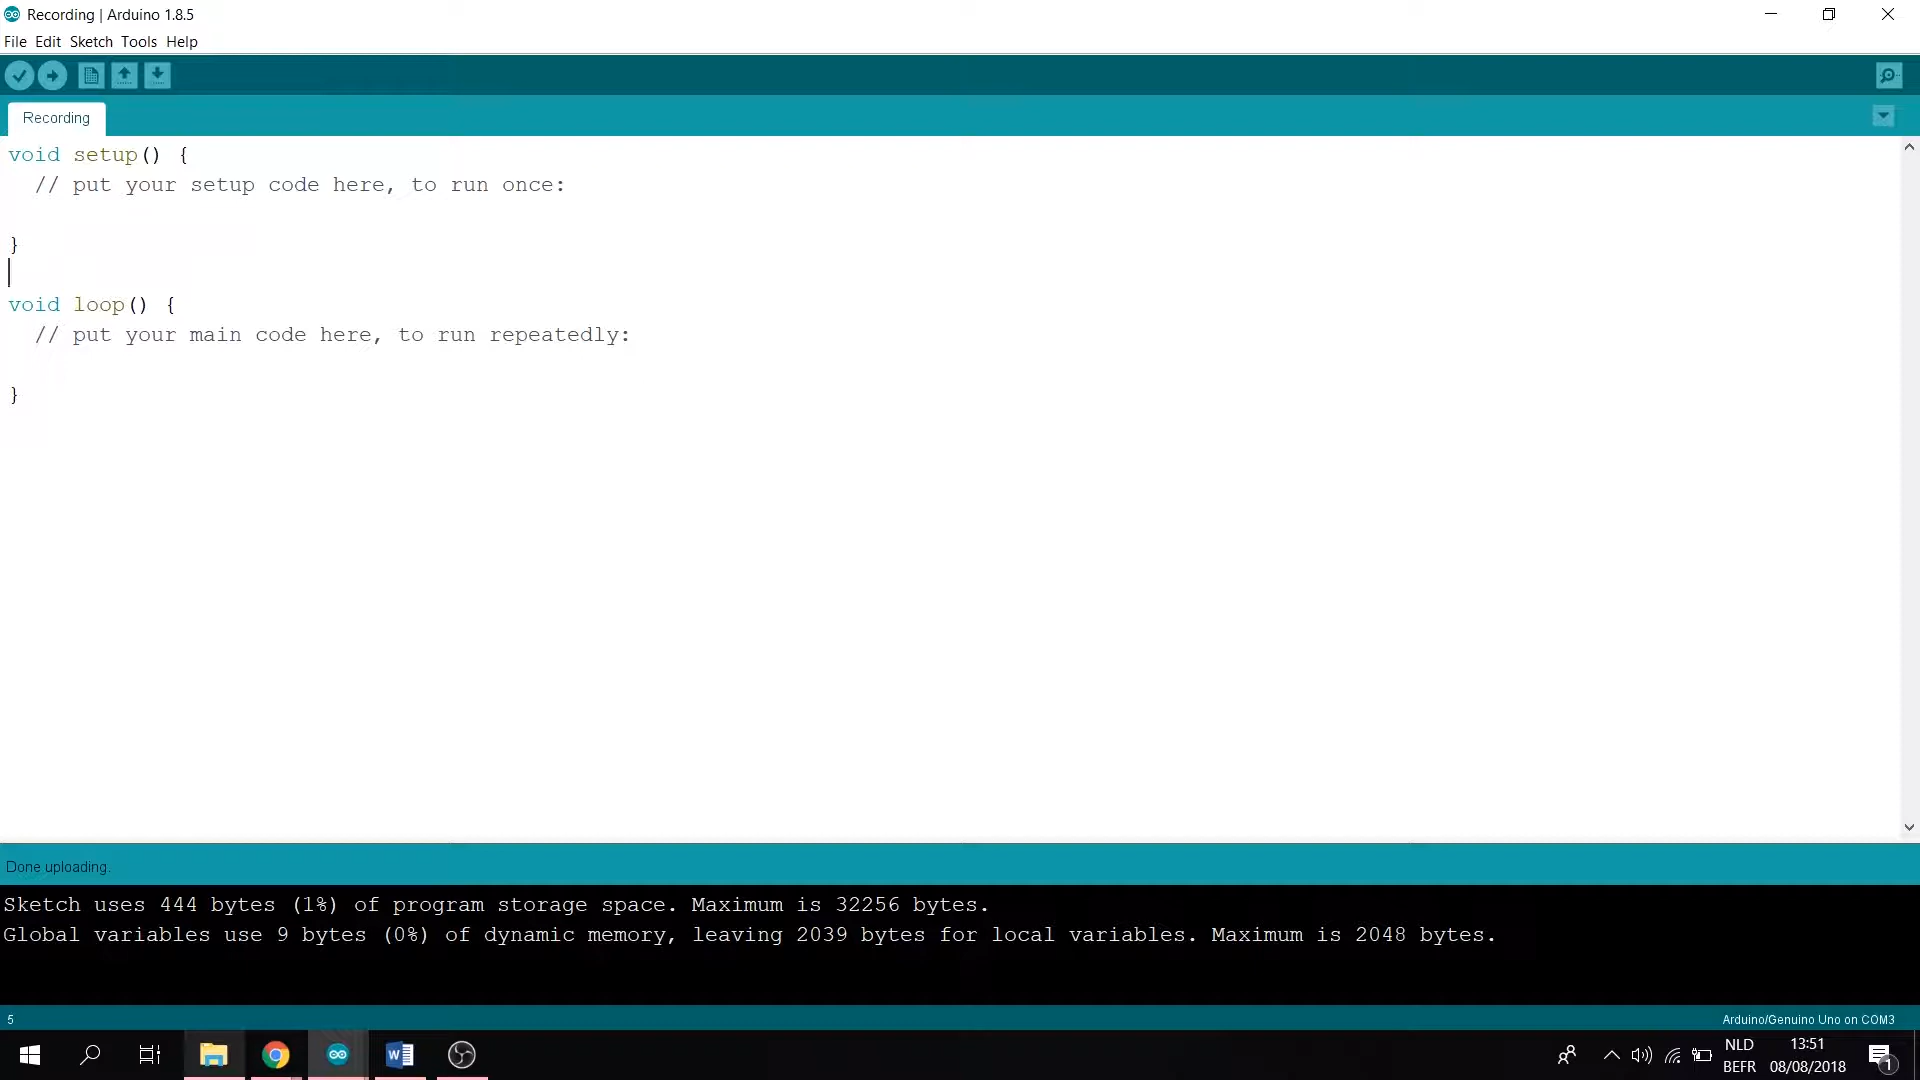 Recording | Arduino 1.8.5
File Edit Sketch Tools Help
Recording
void setup() {
  // put your setup code here, to run once:
}
void loop() {
  // put your main code here, to run repeatedly:
}
Done uploading.
Sketch uses 444 bytes (1%) of program storage space. Maximum is 32256 bytes.
Global variables use 9 bytes (0%) of dynamic memory, leaving 2039 bytes for local variables. Maximum is 2048 bytes.
5
Arduino/Genuino Uno on COM3
NLD 13:51
BEFR 08/08/2018
1